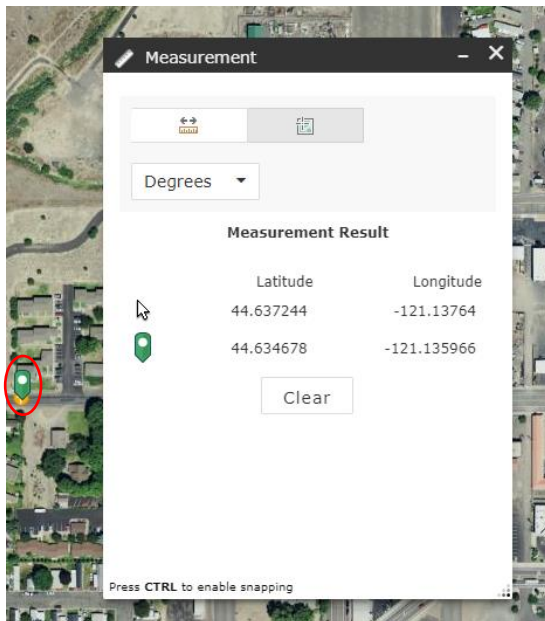 Measurement
Degrees
Measurement Result
Latitude Longitude
44.637244 -121.13764
44.634678 -121.135966
Clear
Press CTRL to enable snapping